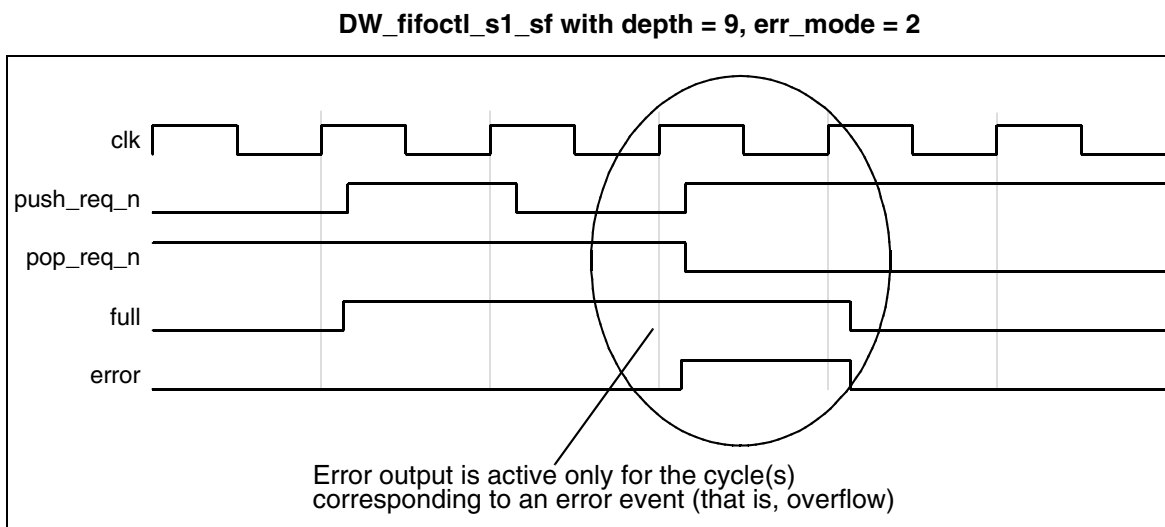 DW_fifoctl_s1_sf with depth = 9, err_mode = 2
clk
push_req_n
pop_req_n
full
error
Error output is active only for the cycle(s)
corresponding to an error event (that is, overflow)